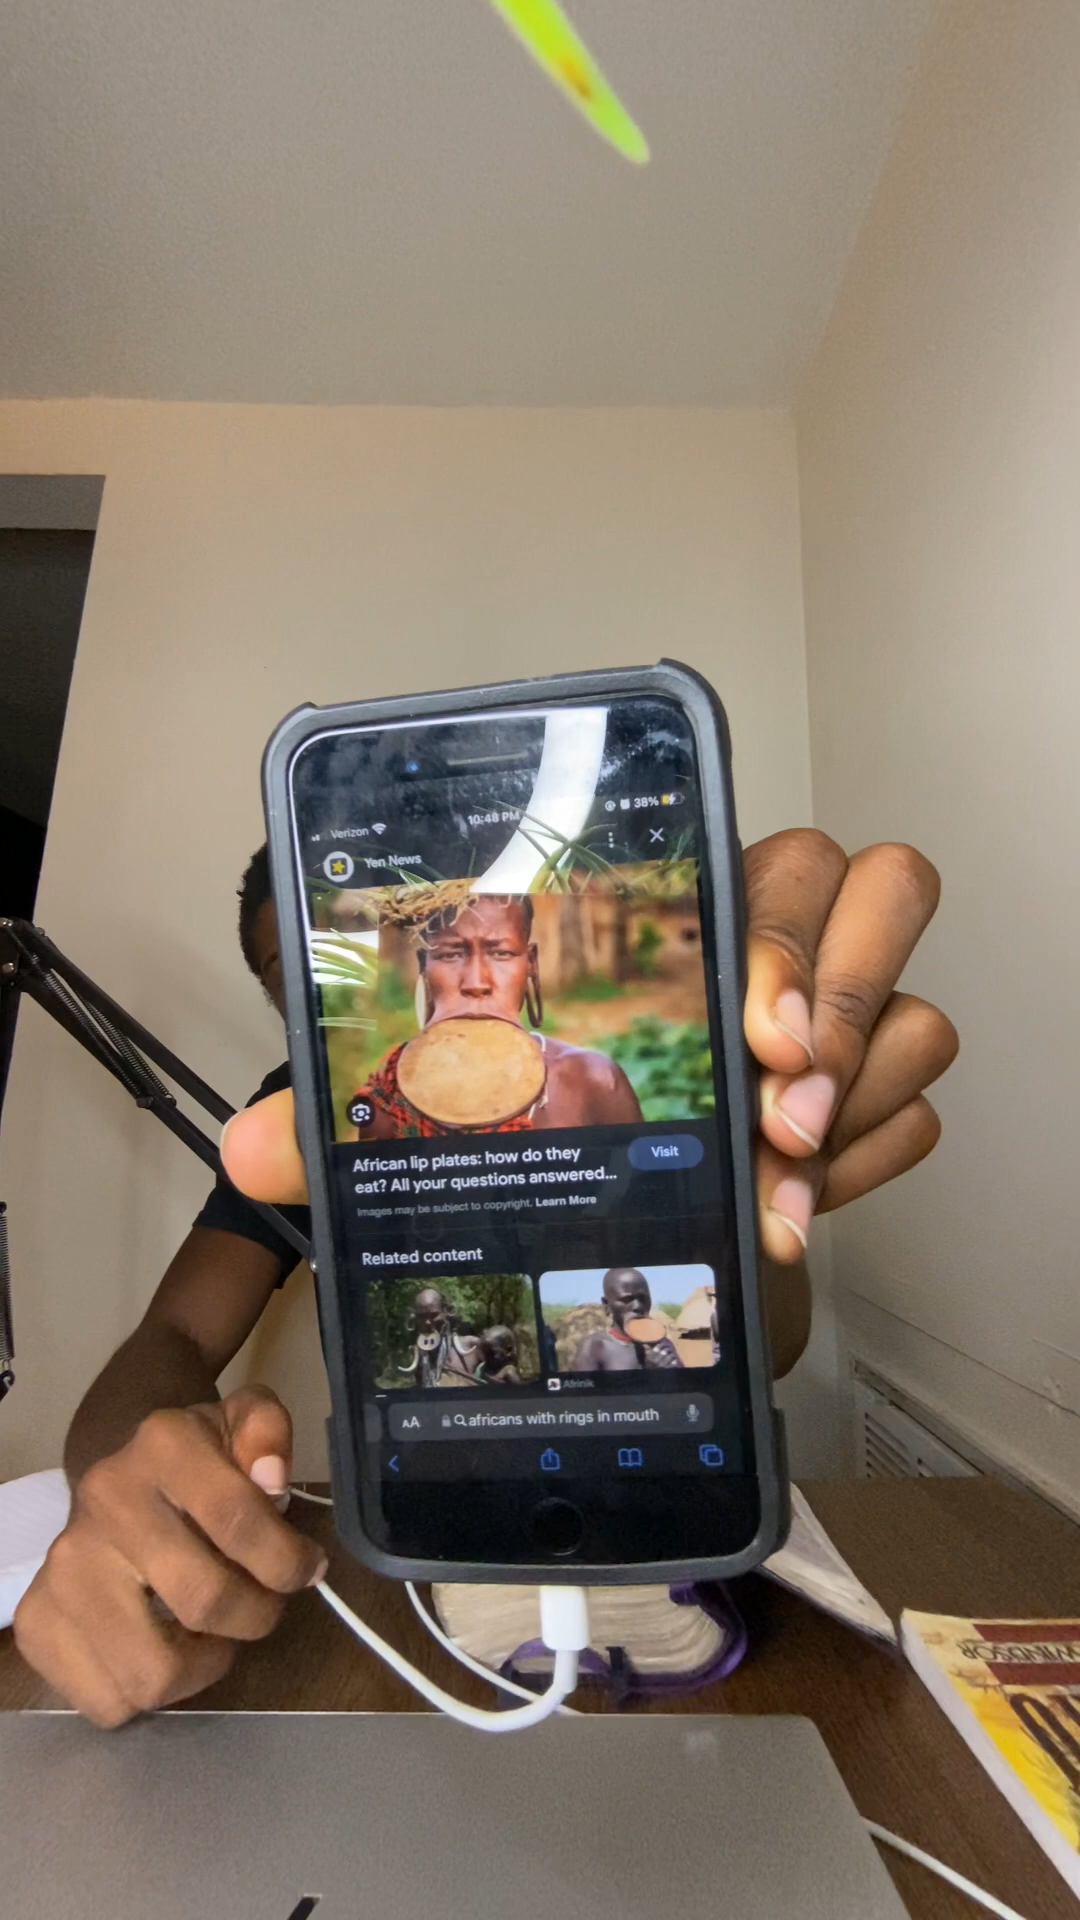 Verizon
10:48 PM
38%
Yen News
African lip plates: how do they
eat? All your questions answered...
Visit
Images may be subject to copyright. Learn More
Related content
Afrinik
AA
africans with rings in mouth
WINDSOR